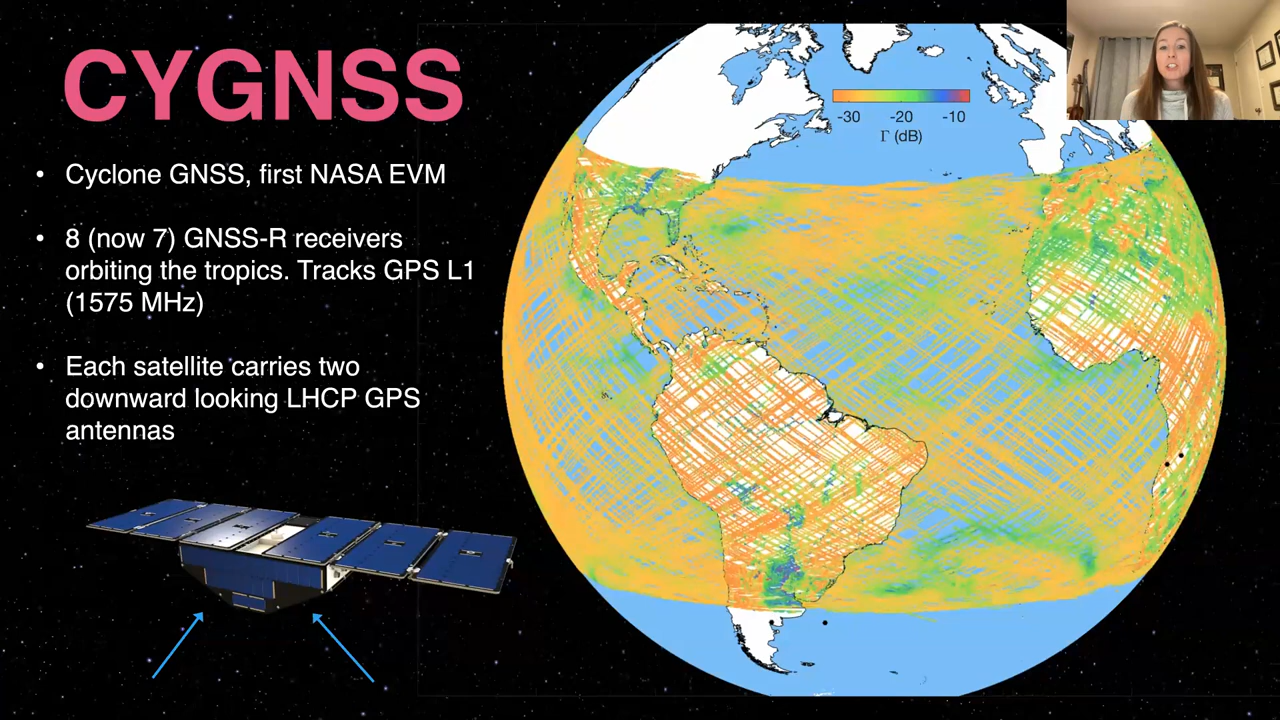 CYGNSS
• Cyclone GNSS, first NASA EVM
• 8 (now 7) GNSS-R receivers
orbiting the tropics. Tracks GPS L1
(1575 MHz)
• Each satellite carries two
downward looking LHCP GPS
antennas
-30 -20 -10
Γ (dB)